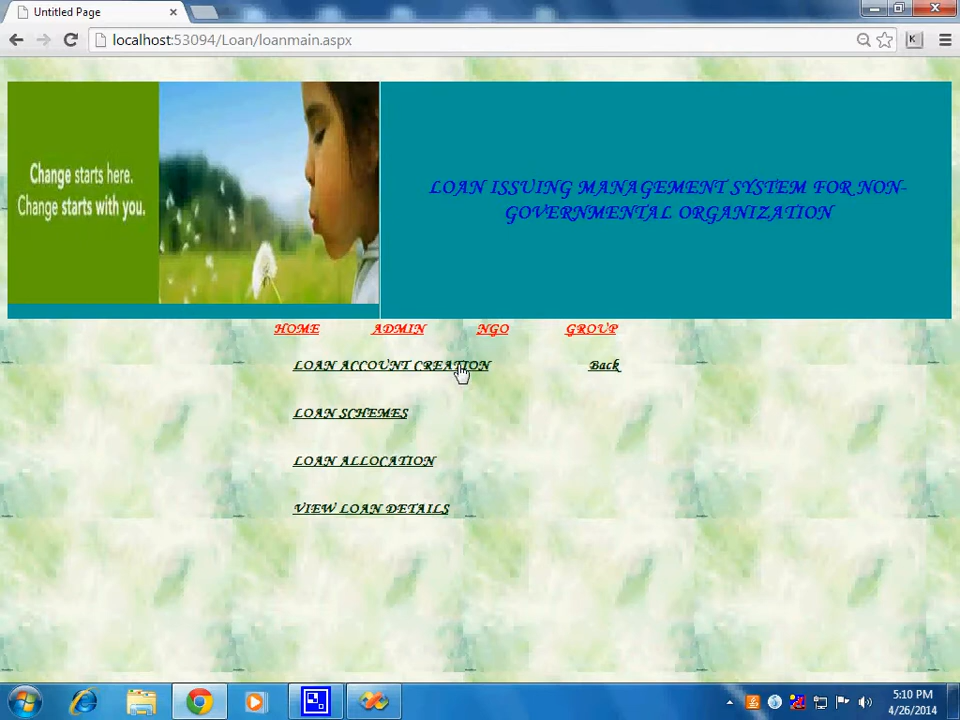 Untitled Page
localhost:53094/Loan/loanmain.aspx
Change starts here.
Change starts with you.
LOAN ISSUING MANAGEMENT SYSTEM FOR NON-
GOVERNMENTAL ORGANIZATION
HOME ADMIN NGO GROUP
LOAN ACCOUNT CREATION Back
LOAN SCHEMES
LOAN ALLOCATION
VIEW LOAN DETAILS
5:10 PM
4/26/2014